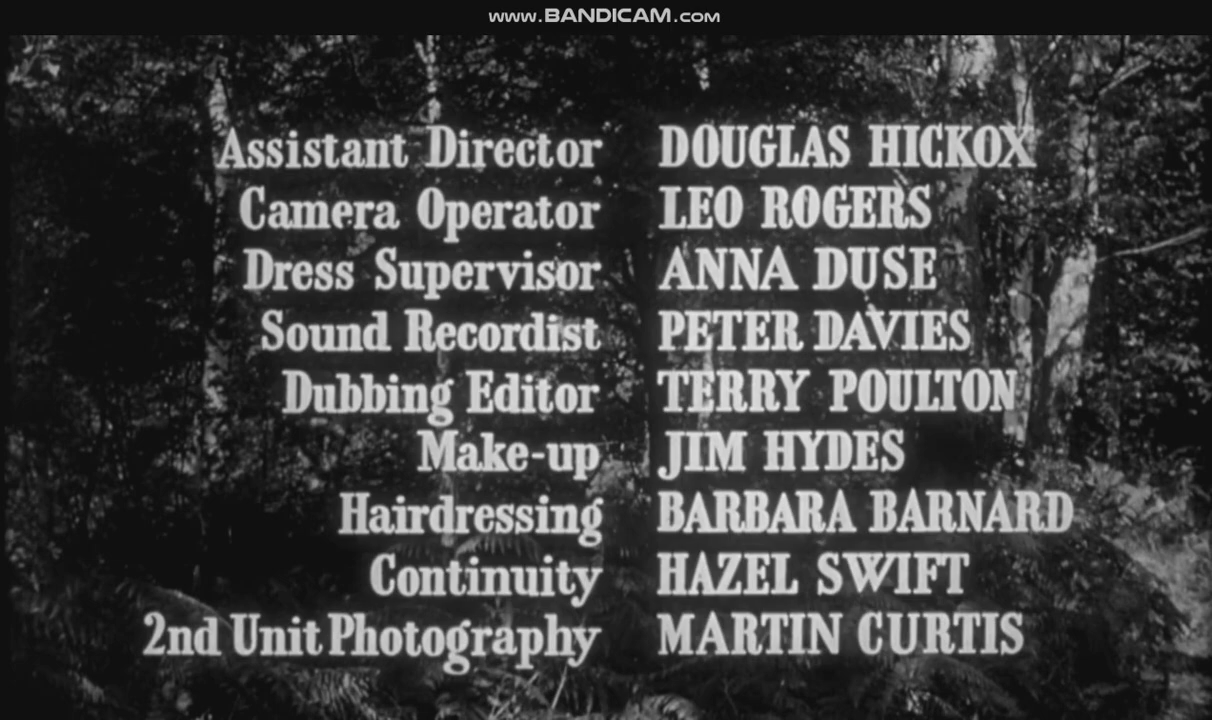 www.BANDICAM.com
Assistant Director DOUGLAS HICKOX
Camera Operator LEO ROGERS
Dress Supervisor ANNA DUSE
Sound Recordist PETER DAVIES
Dubbing Editor TERRY POULTON
Make-up JIM HYDES
Hairdressing BARBARA BARNARD
Continuity HAZEL SWIFT
2nd Unit Photography MARTIN CURTIS